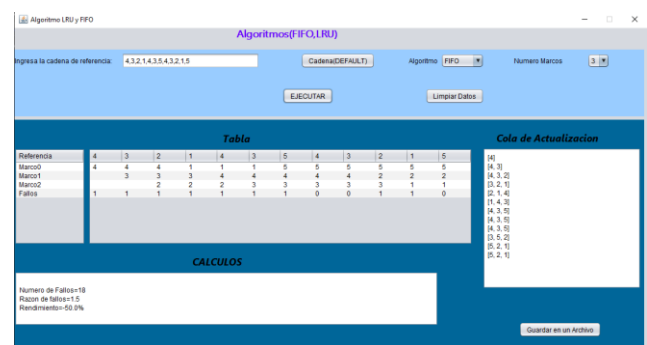 Algoritmo LRU y FIFO
Algoritmos(FIFO,LRU)
Ingresa la cadena de referencia: 4,3,2,1,4,3,5,4,3,2,1,5 Cadena(DEFAULT) Algoritmo FIFO Numero Marcos 3
EJECUTAR Limpiar Datos
Tabla
Referencia 4 3 2 1 4 3 5 4 3 2 1 5
Marco0 4 4 4 1 1 1 5 5 5 5 5 5
Marco1 3 3 3 4 4 4 4 4 2 2 2
Marco2 2 2 2 3 3 3 3 3 1 1
Fallos 1 1 1 1 1 1 1 0 0 1 1 0
Cola de Actualizacion
[4]
[4, 3]
[4, 3, 2]
[3, 2, 1]
[2, 1, 4]
[1, 4, 3]
[4, 3, 5]
[4, 3, 5]
[4, 3, 5]
[3, 5, 2]
[5, 2, 1]
[5, 2, 1]
CALCULOS
Numero de Fallos=18
Razon de fallos=1.5
Rendimiento=-50.0%
Guardar en un Archivo